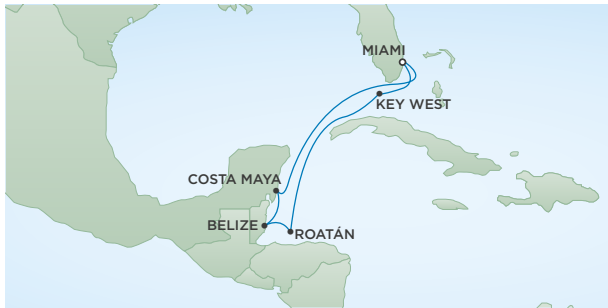 MIAMI
KEY WEST
COSTA MAYA
BELIZE
ROATÁN